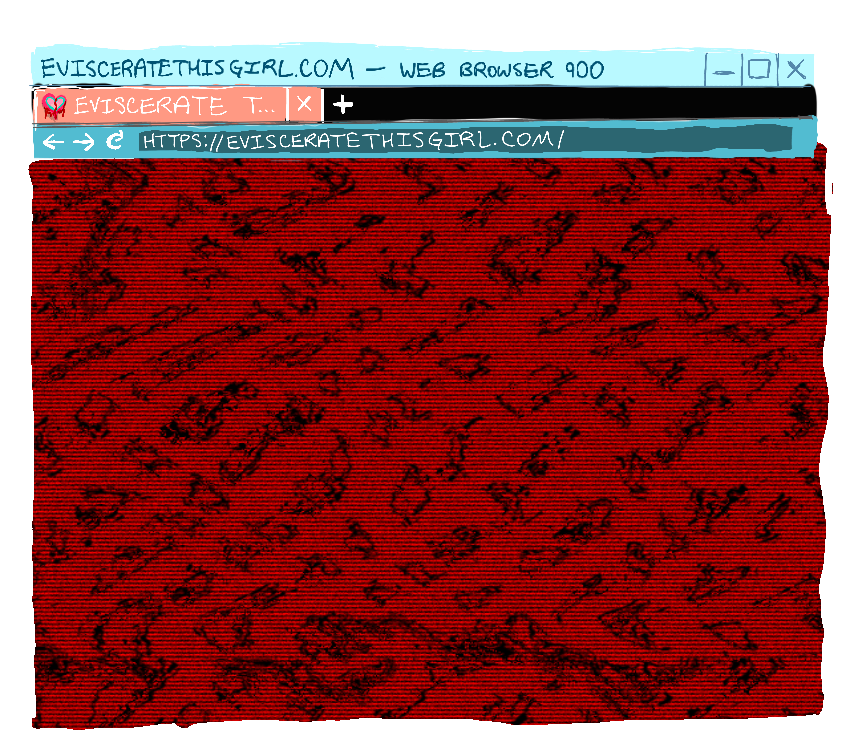 EVISCERATETHISGIRL.COM — WEB BROWSER 900
EVISCERATE T...
HTTPS://EVISCERATETHISGIRL.COM/